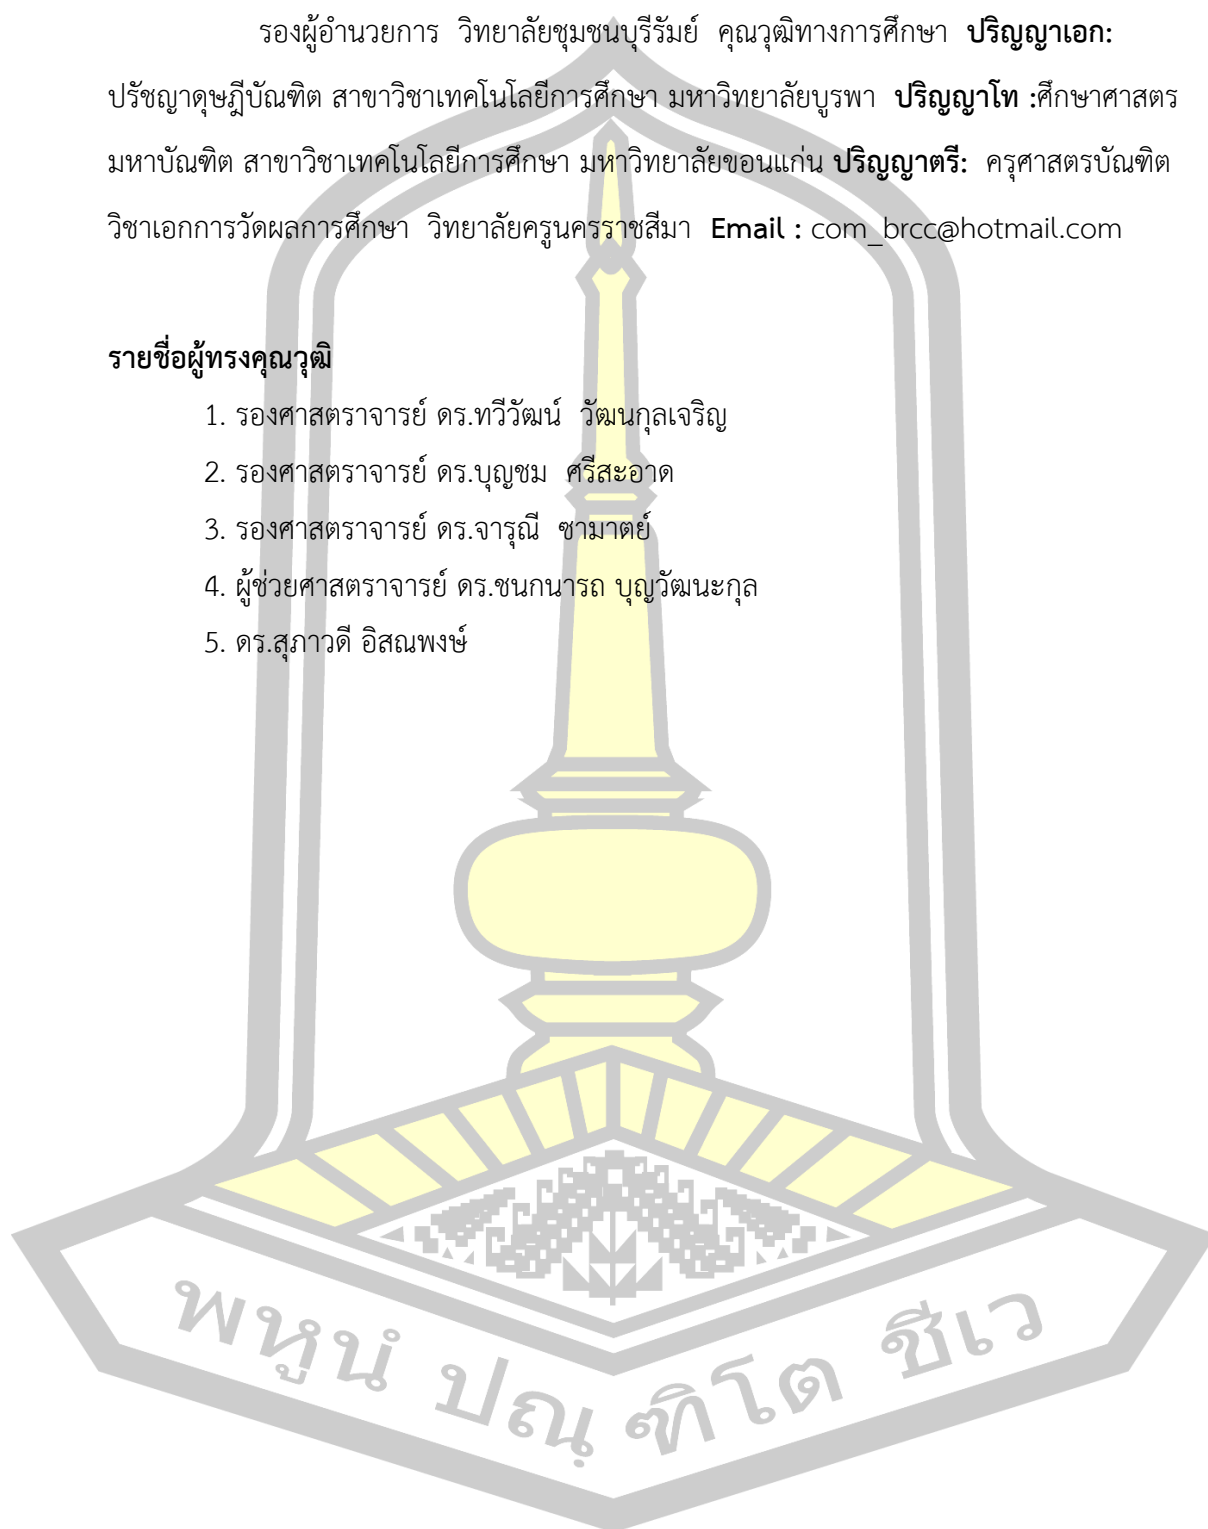 รองผู้อำนวยการ วิทยาลัยชุมชนบุรีรัมย์ คุณวุฒิทางการศึกษา ปริญญาเอก:
ปรัชญาดุษฎีบัณฑิต สาขาวิชาเทคโนโลยีการศึกษา มหาวิทยาลัยบูรพา ปริญญาโท :ศึกษาศาสตร
มหาบัณฑิต สาขาวิชาเทคโนโลยีการศึกษา มหาวิทยาลัยขอนแก่น ปริญญาตรี: ครุศาสตรบัณฑิต
วิชาเอกการวัดผลการศึกษา วิทยาลัยครูนครราชสีมา Email : com_brcc@hotmail.com
รายชื่อผู้ทรงคุณวุฒิ
1. รองศาสตราจารย์ ดร.ทวีวัฒน์ วัฒนกุลเจริญ
2. รองศาสตราจารย์ ดร.บุญชม ศรีสะอาด
3. รองศาสตราจารย์ ดร.จารุณี ซามาตย์
4. ผู้ช่วยศาสตราจารย์ ดร.ชนกนารถ บุญวัฒนะกุล
5. ดร.สุภาวดี อิสณพงษ์
พหูนํ ปณฺฑิโต ชีเว